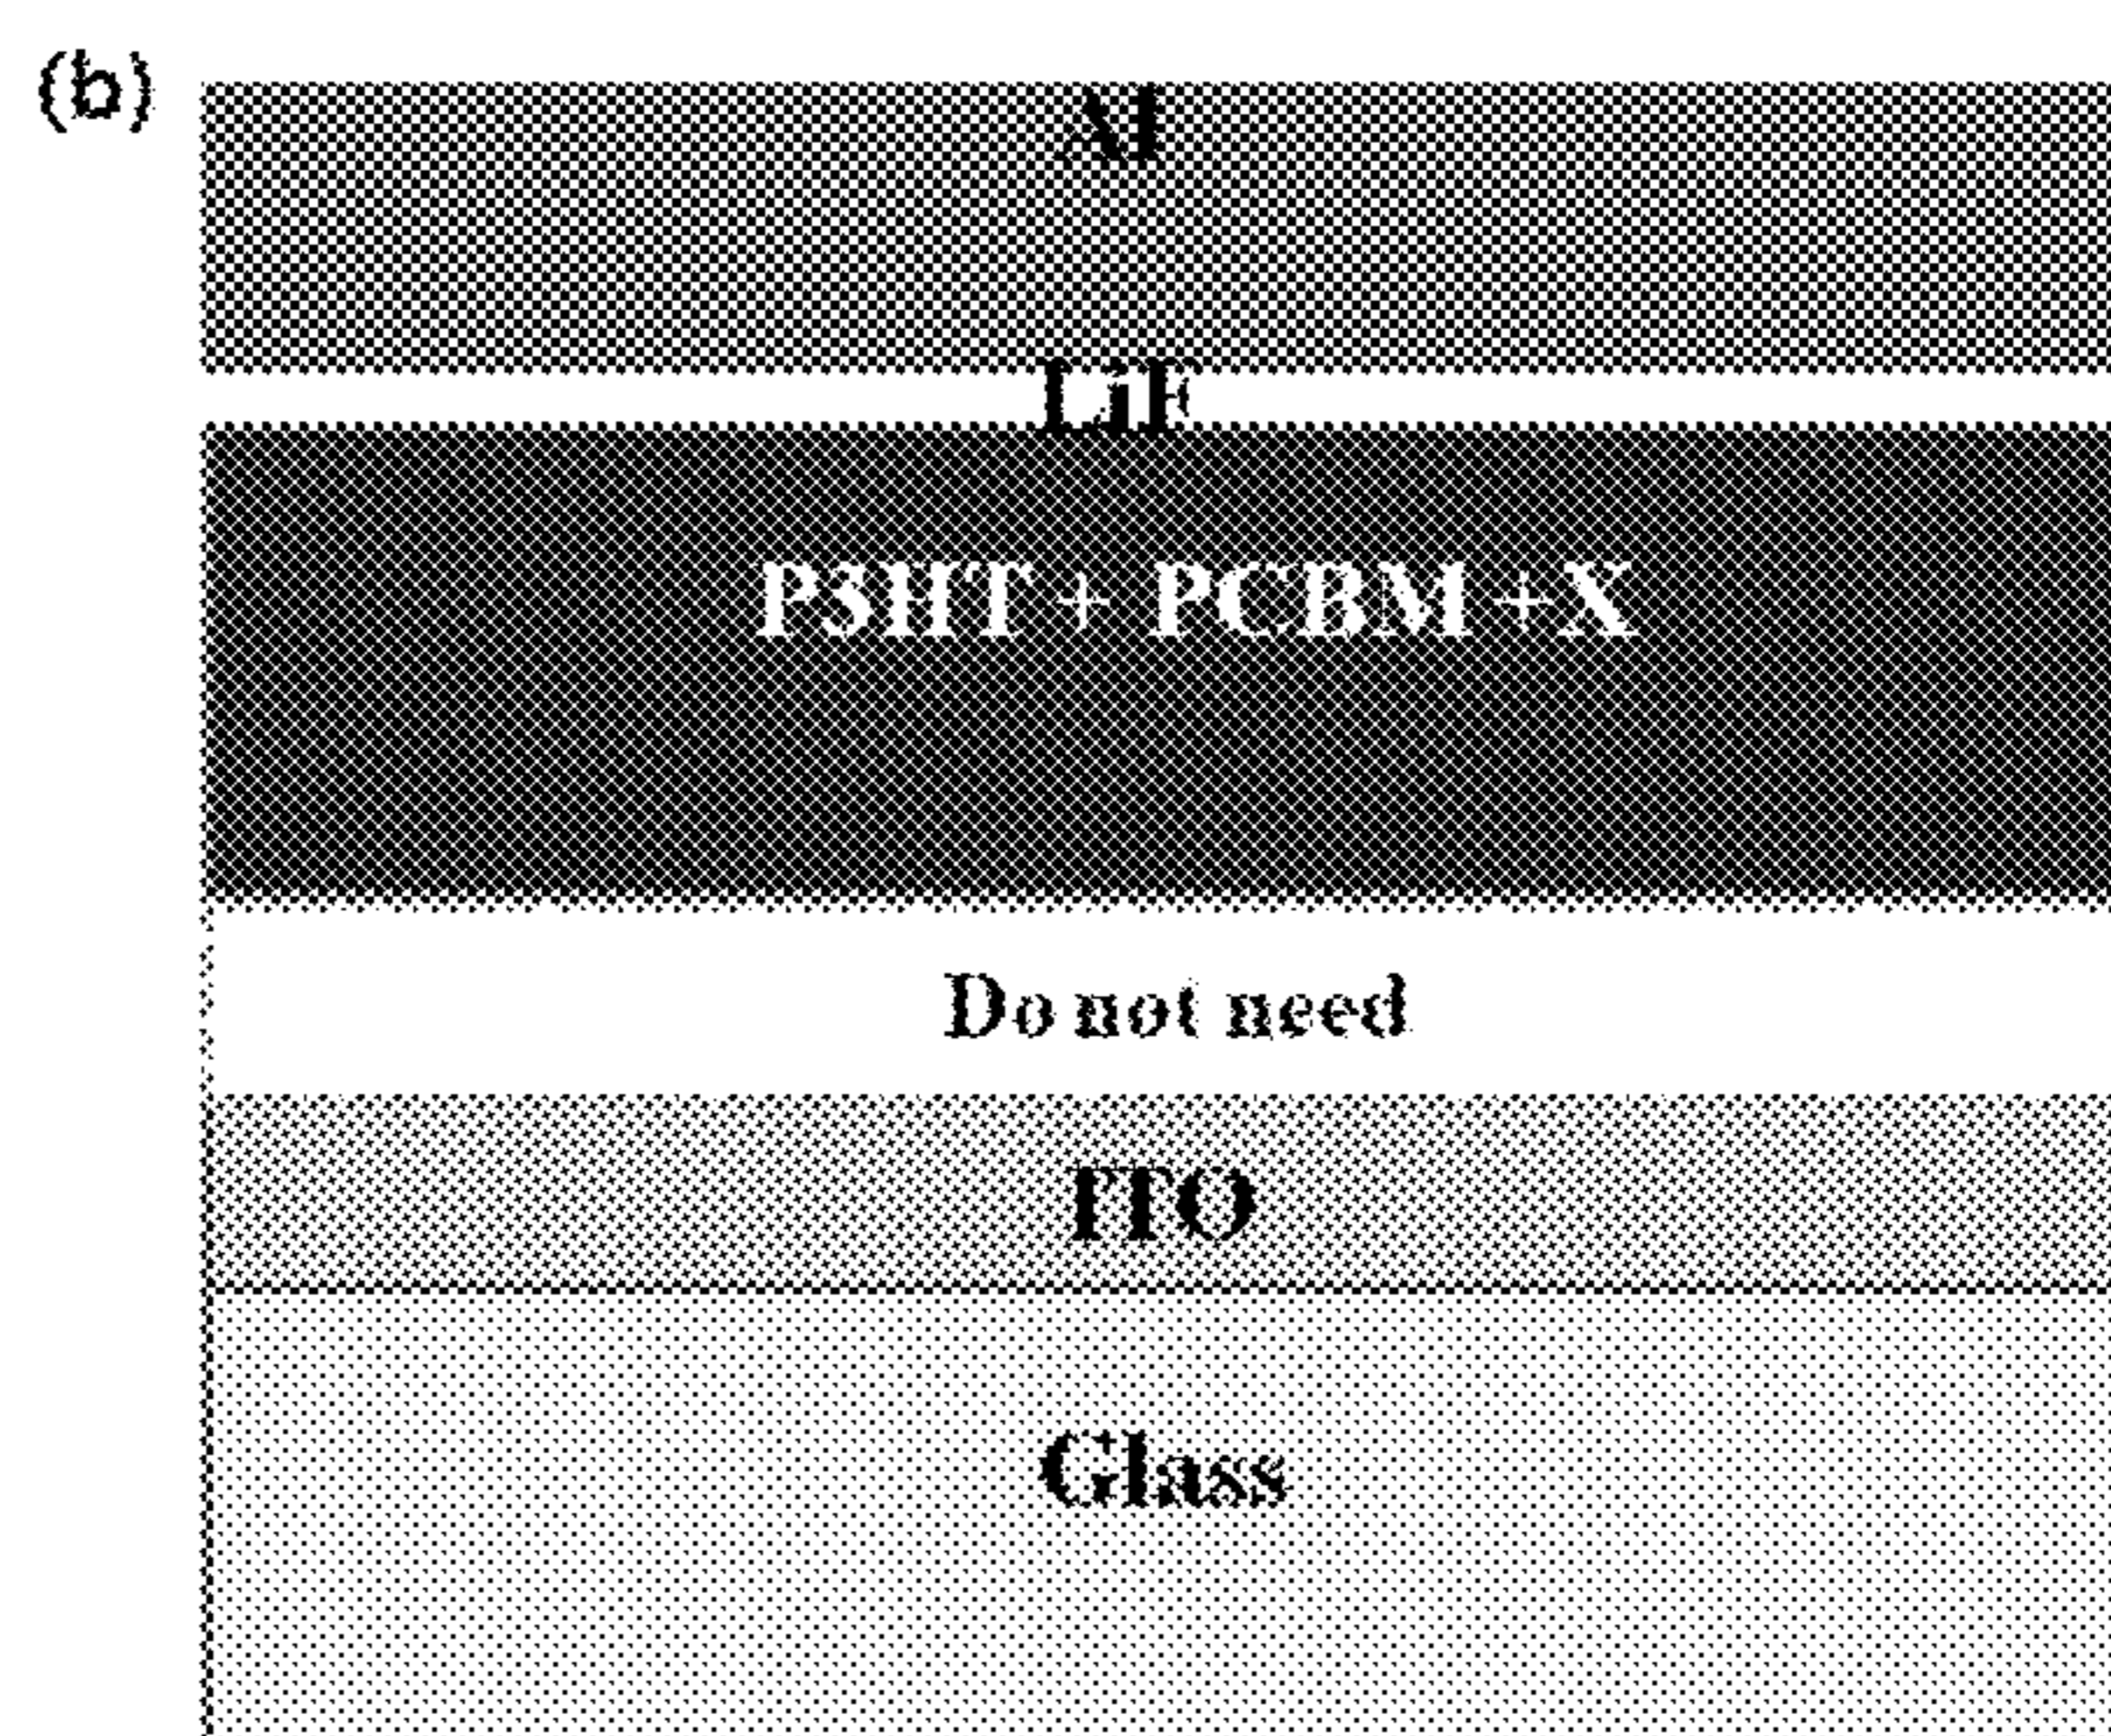 (b)
Al
LiF
P3HT + PCBM +X
Do not need
ITO
Glass